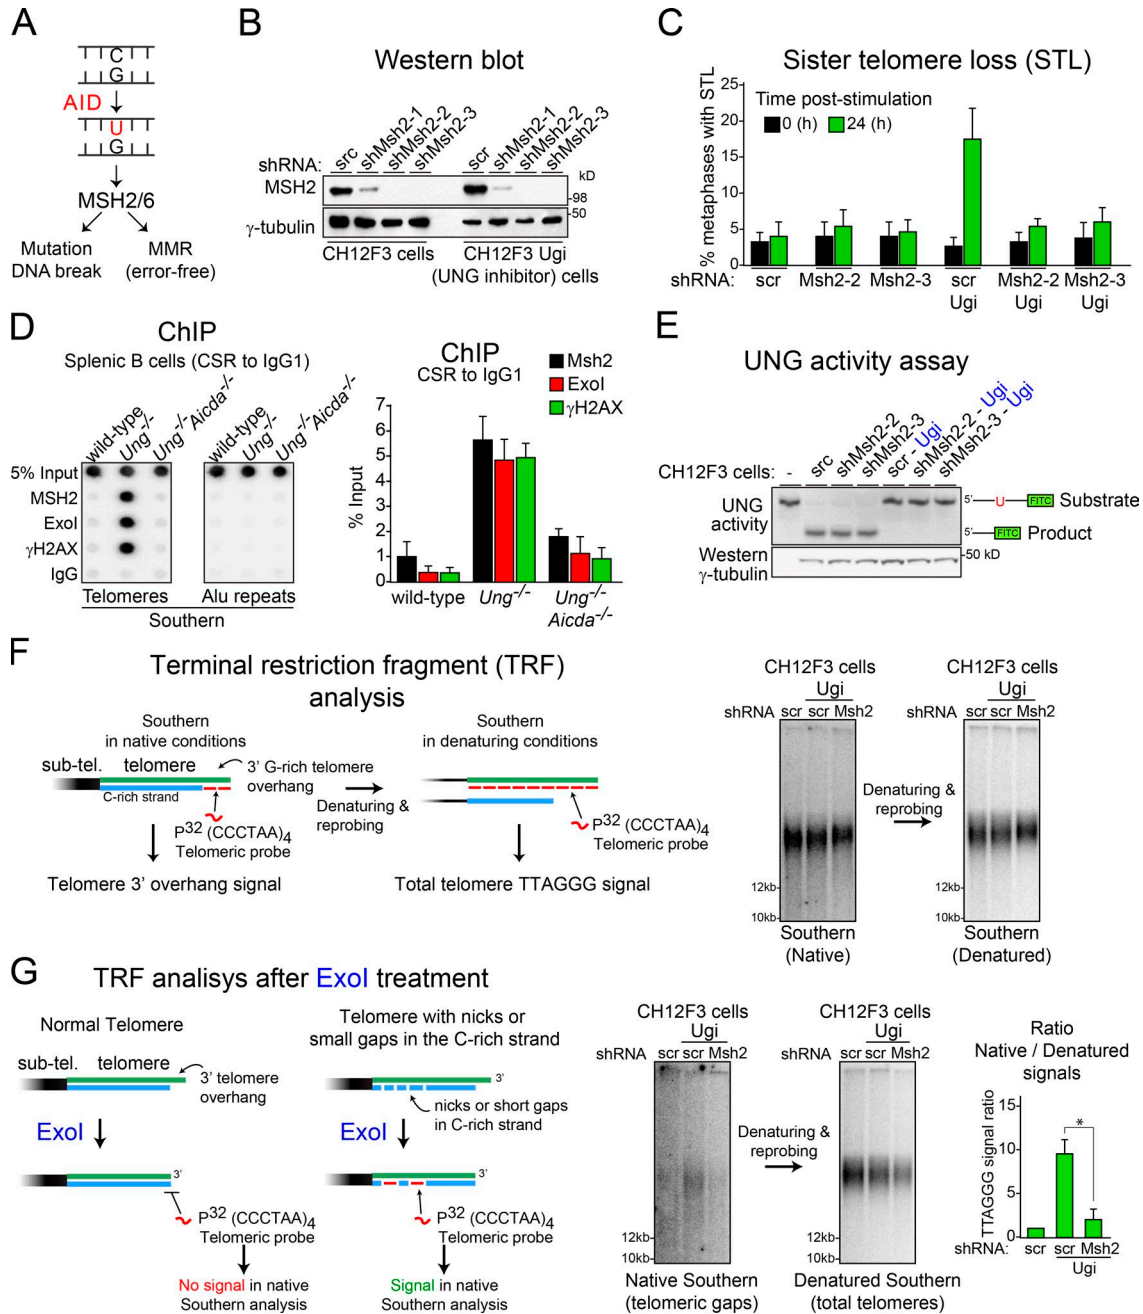 A
C
G
AID
U
G
MSH2/6
Mutation
DNA break
MMR
(error-free)
B
Western blot
shRNA:
src
shMsh2-1
shMsh2-2
shMsh2-3
scr
shMsh2-1
shMsh2-2
shMsh2-3
kD
MSH2
-98
-50
γ-tubulin
CH12F3 cells
CH12F3 Ugi
(UNG inhibitor) cells
C
Sister telomere loss (STL)
% metaphases with STL
25
20
15
10
5
0
Time post-stimulation
0 (h)
24 (h)
shRNA:
scr
Msh2-2
Msh2-3
scr
Ugi
Msh2-2
Ugi
Msh2-3
Ugi
D
ChIP
Splenic B cells (CSR to IgG1)
wild-type
Ung-/-
Ung-/-Aicda-/-
wild-type
Ung-/-
Ung-/-Aicda-/-
5% Input
MSH2
ExoI
γH2AX
IgG
Telomeres
Alu repeats
Southern
ChIP
CSR to IgG1
Msh2
ExoI
γH2AX
% Input
7
6
5
4
3
2
1
0
wild-type
Ung-/-
Ung-/-
Aicda-/-
E
UNG activity assay
CH12F3 cells:
-
src
shMsh2-2
shMsh2-3
scr - Ugi
shMsh2-2 - Ugi
shMsh2-3 - Ugi
UNG
activity
5' U FITC Substrate
5' FITC Product
-50 kD
Western
γ-tubulin
F
Terminal restriction fragment (TRF)
analysis
Southern
in native conditions
sub-tel.
telomere
C-rich strand
3' G-rich telomere
overhang
P32 (CCCTAA)4
Telomeric probe
Telomere 3' overhang signal
Denaturing &
reprobing
Southern
in denaturing conditions
P32 (CCCTAA)4
Telomeric probe
Total telomere TTAGGG signal
CH12F3 cells
Ugi
shRNA scr scr Msh2
12kb
10kb
Southern
(Native)
Denaturing &
reprobing
CH12F3 cells
Ugi
shRNA scr scr Msh2
12kb
10kb
Southern
(Denatured)
G
TRF analisys after ExoI treatment
Normal Telomere
sub-tel.
telomere
3' telomere
overhang
ExoI
3'
P32 (CCCTAA)4
Telomeric probe
No signal in native
Southern analysis
Telomere with nicks or
small gaps in the C-rich strand
3'
nicks or short gaps
in C-rich strand
ExoI
3'
P32 (CCCTAA)4
Telomeric probe
Signal in native
Southern analysis
CH12F3 cells
Ugi
shRNA scr scr Msh2
12kb
10kb
Native Southern
(telomeric gaps)
Denaturing &
reprobing
CH12F3 cells
Ugi
scr scr Msh2
12kb
10kb
Denatured Southern
(total telomeres)
Ratio
Native / Denatured
signals
TTAGGG signal ratio
15
10
5
0
*
shRNA: scr scr Msh2
Ugi